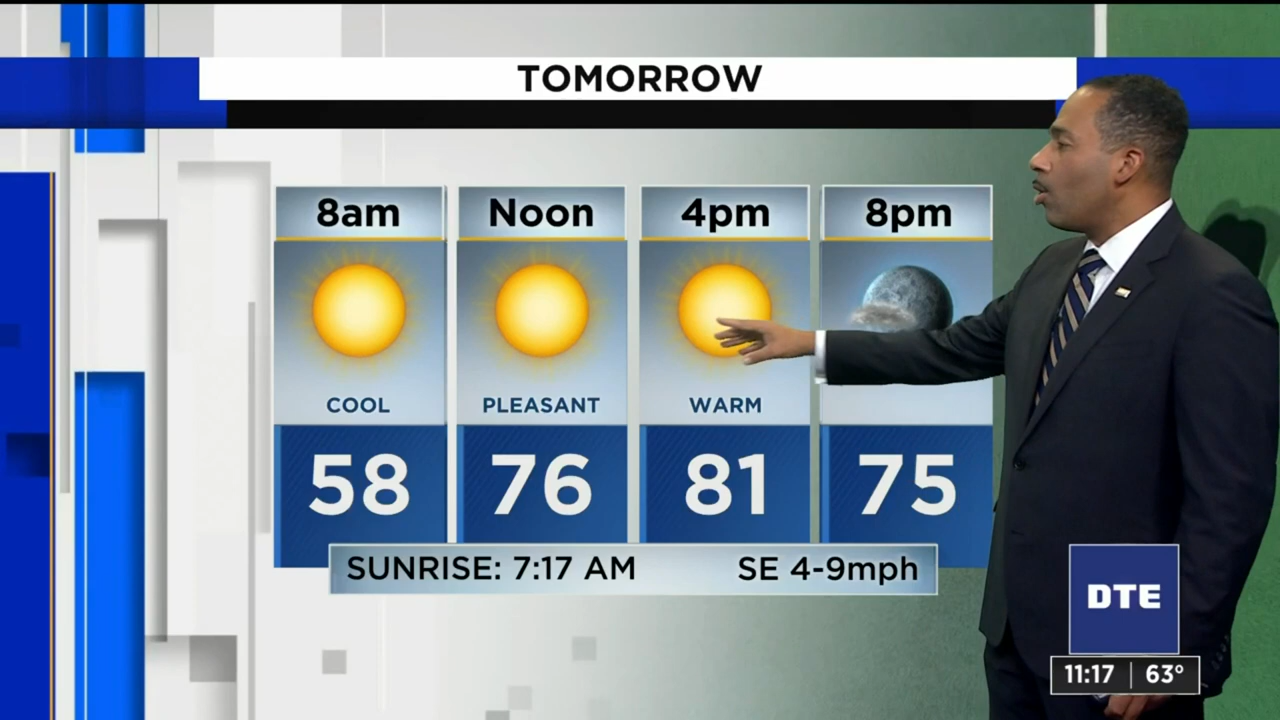 TOMORROW
8am
Noon
4pm
8pm
COOL
PLEASANT
WARM
58
76
81
75
SUNRISE: 7:17 AM
SE 4-9mph
DTE
11:17 | 63°